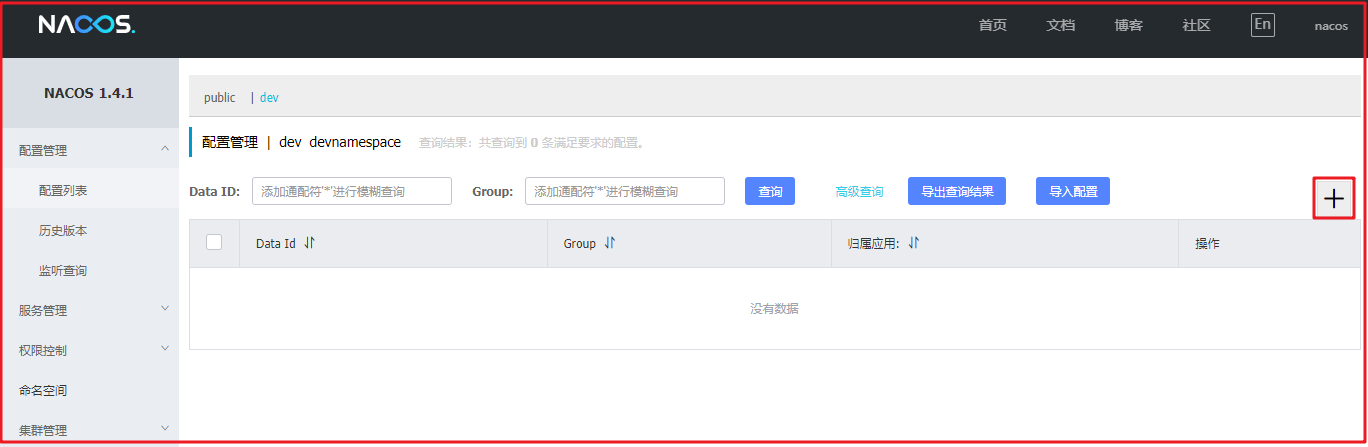 NACOS.
首页 文档 博客 社区 En nacos
NACOS 1.4.1
配置管理
配置列表
历史版本
监听查询
服务管理
权限控制
命名空间
集群管理
public | dev
配置管理 | dev devnamespace 查询结果：共查询到 0 条满足要求的配置。
Data ID: 添加通配符'*'进行模糊查询 Group: 添加通配符'*'进行模糊查询 查询 高级查询 导出查询结果 导入配置
Data Id Group 归属应用: 操作
没有数据